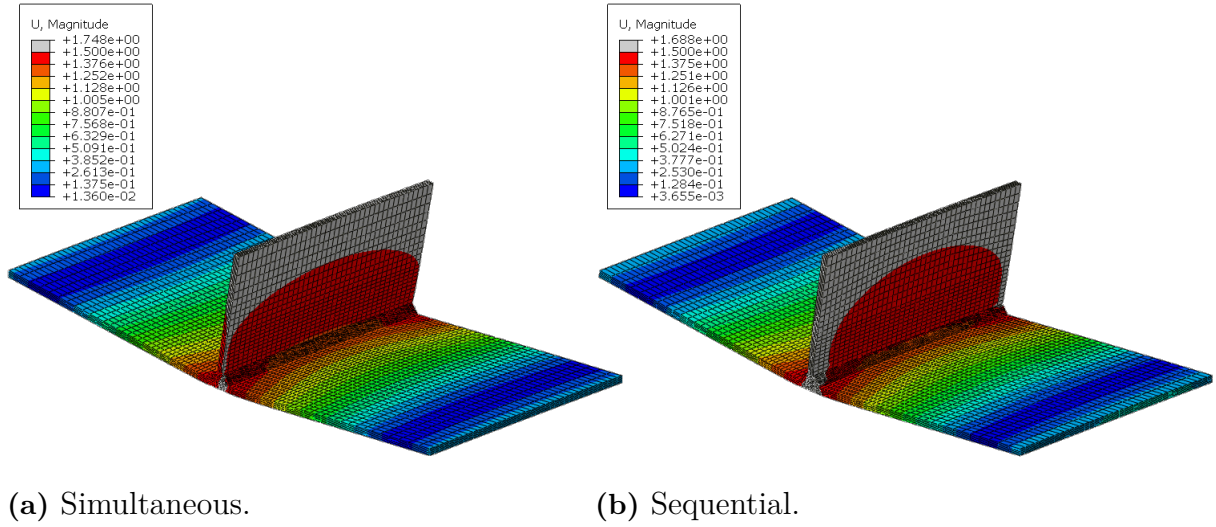 U, Magnitude
+1.748e+00
+1.500e+00
+1.376e+00
+1.252e+00
+1.128e+00
+1.005e+00
+8.807e-01
+7.568e-01
+6.329e-01
+5.091e-01
+3.852e-01
+2.613e-01
+1.375e-01
+1.360e-02
U, Magnitude
+1.688e+00
+1.500e+00
+1.375e+00
+1.251e+00
+1.126e+00
+1.001e+00
+8.765e-01
+7.518e-01
+6.271e-01
+5.024e-01
+3.777e-01
+2.530e-01
+1.284e-01
+3.655e-03
(a) Simultaneous.
(b) Sequential.